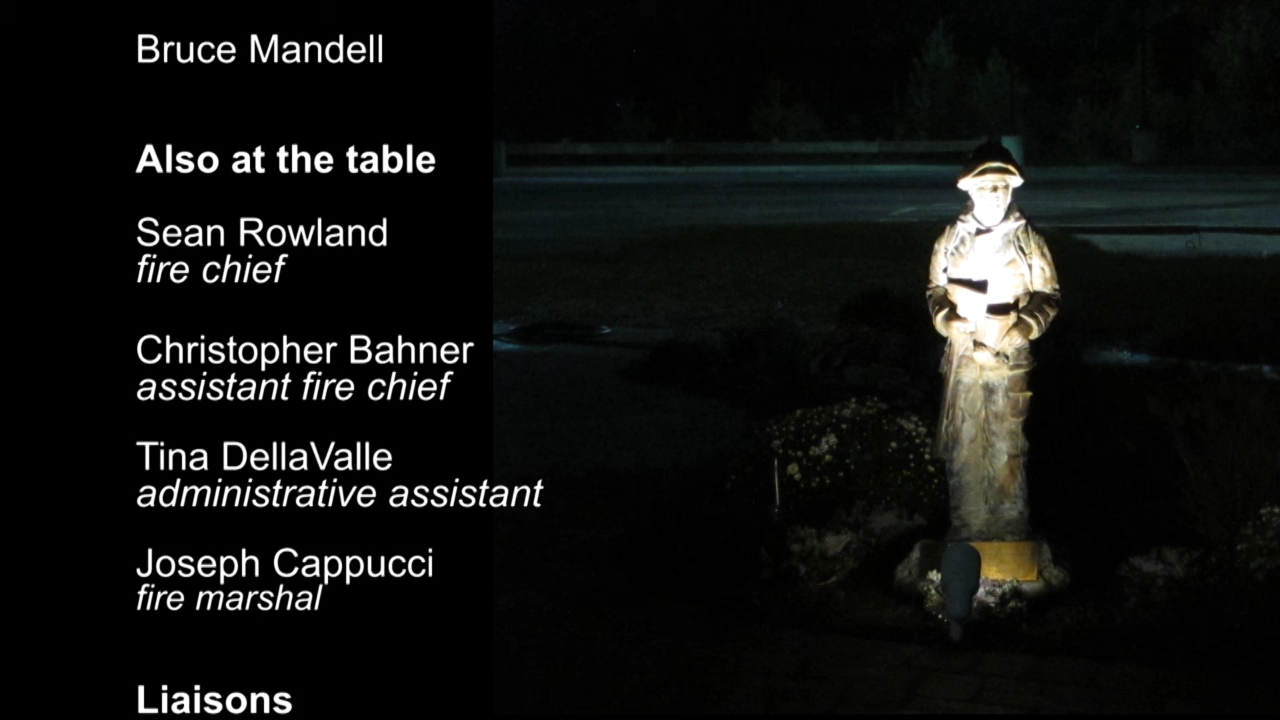 Bruce Mandell
Also at the table
Sean Rowland
fire chief
Christopher Bahner
assistant fire chief
Tina DellaValle
administrative assistant
Joseph Cappucci
fire marshal
Liaisons